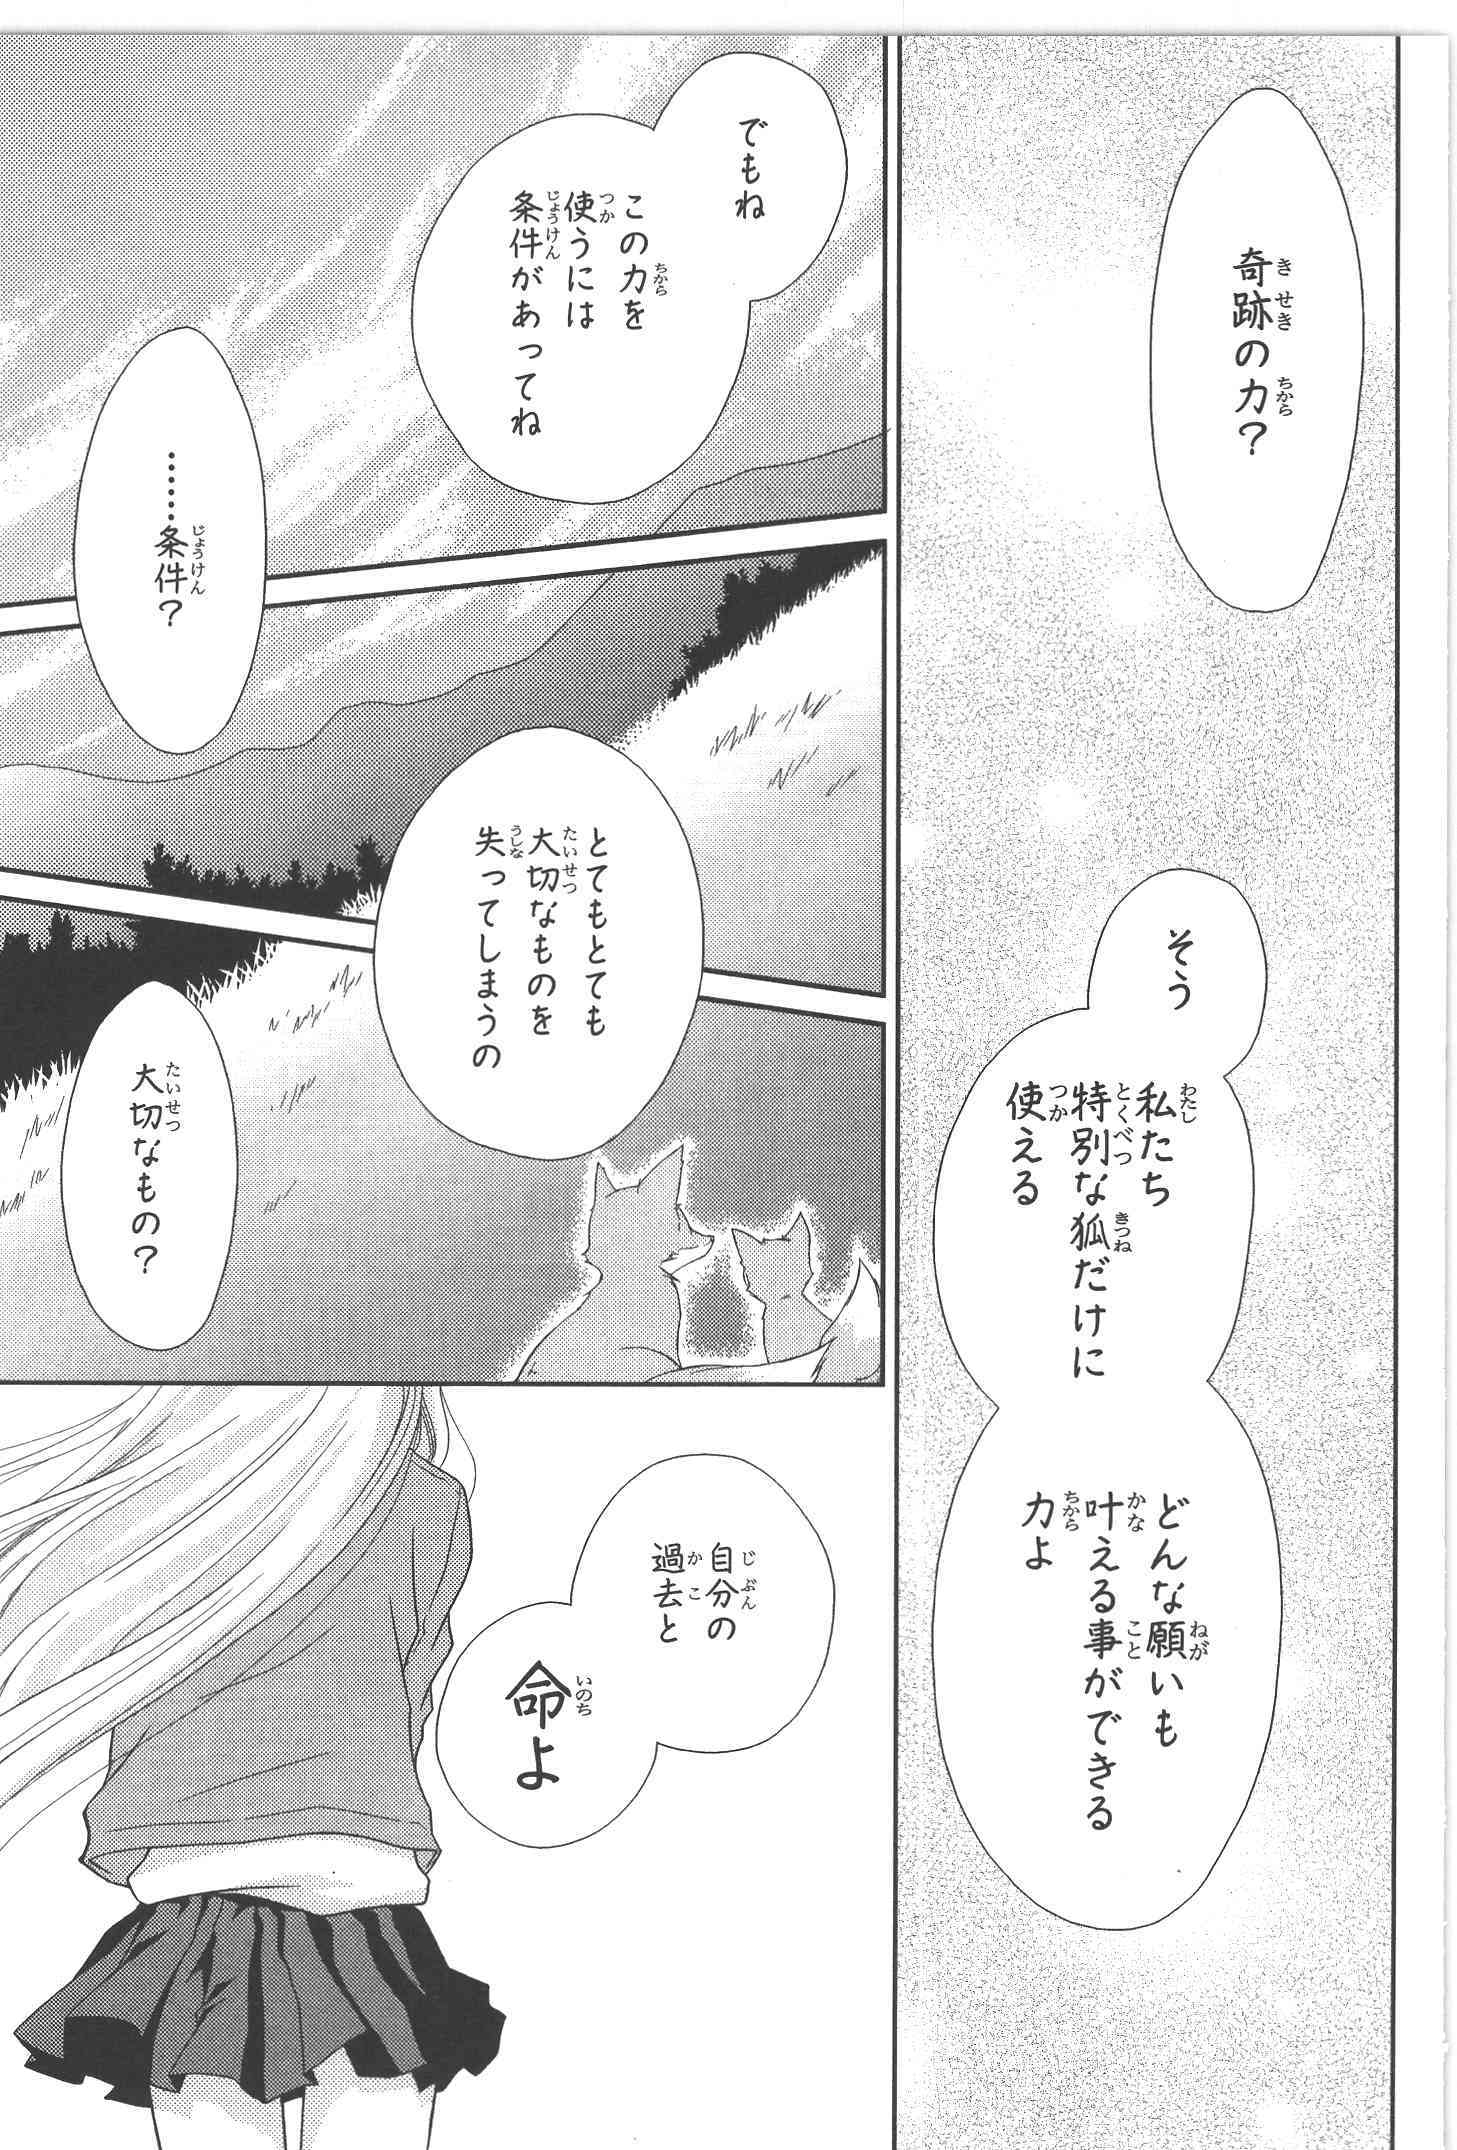 奇跡の力?
そう
私たち
特別な狐だけに
使える
どんな願いも
叶える事ができる
力よ
でもね
この力を
使うには
条件があってね
……条件?
とてもとても
大切なものを
失ってしまうの
大切なもの?
自分の
過去と
命よ